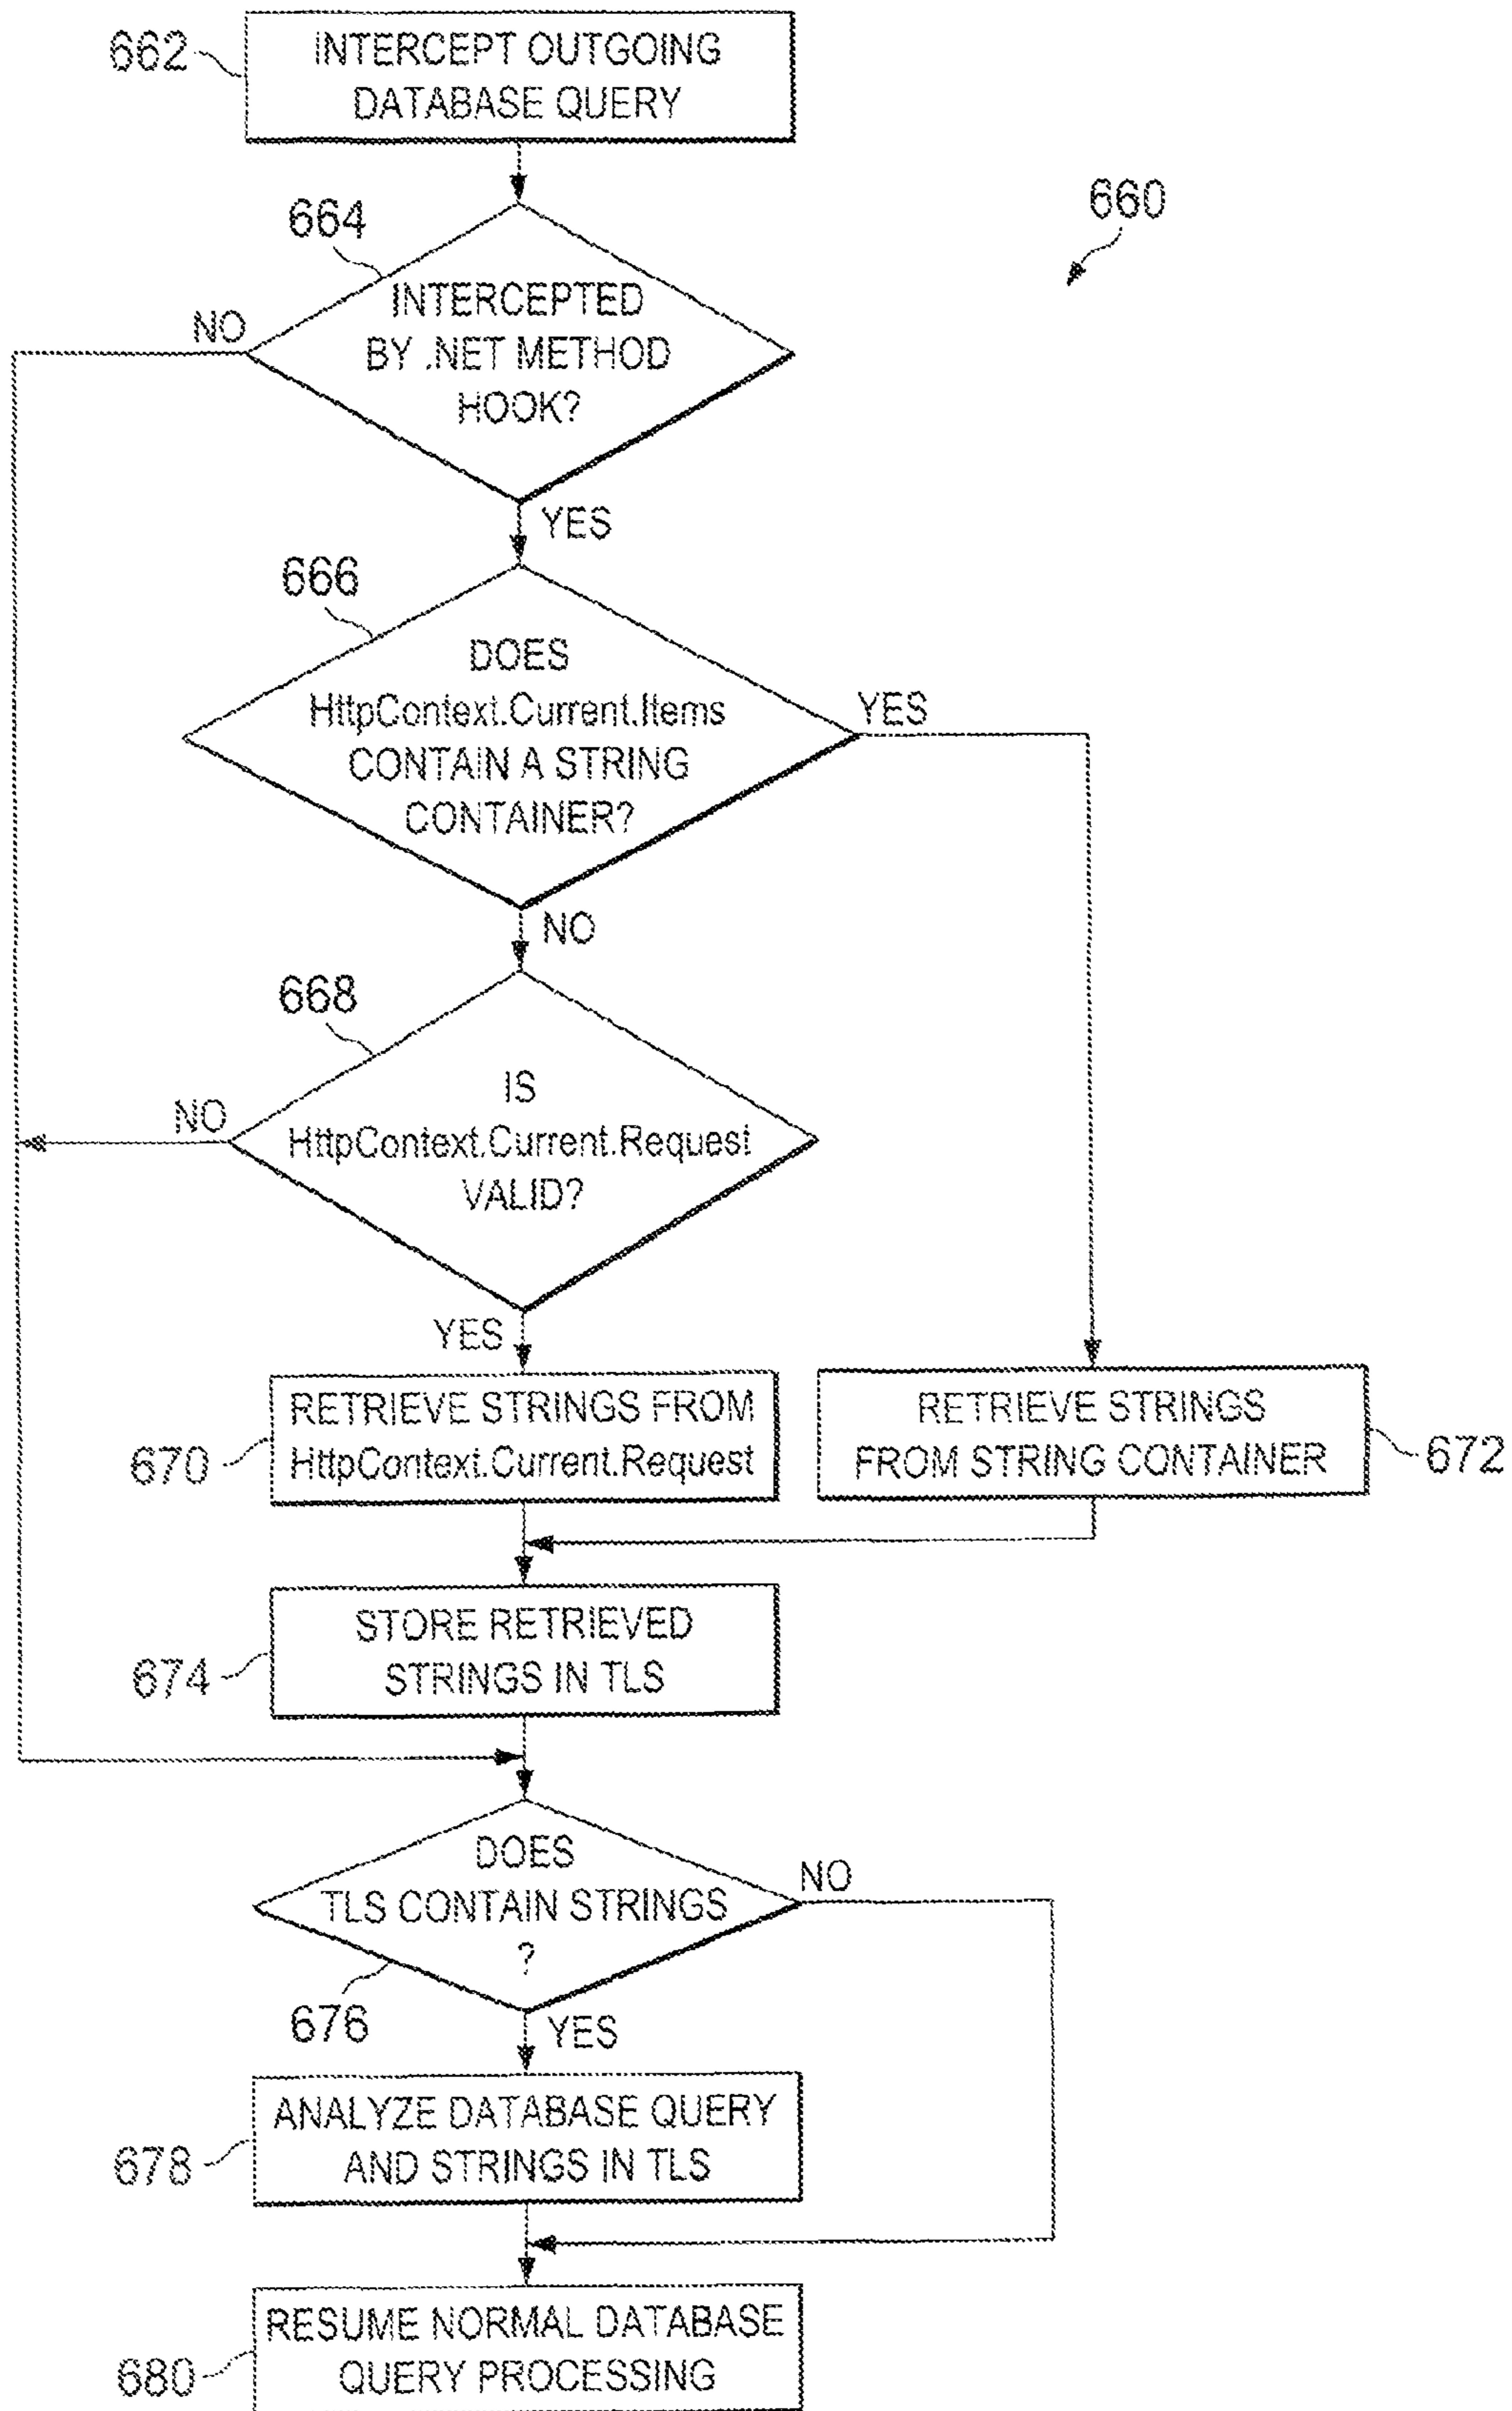 662
INTERCEPT OUTGOING
DATABASE QUERY
660
664
INTERCEPTED
BY .NET METHOD
HOOK?
NO
YES
666
DOES
HttpContext.Current.Items
CONTAIN A STRING
CONTAINER?
YES
NO
668
IS
HttpContext.Current.Request
VALID?
NO
YES
670
RETRIEVE STRINGS FROM
HttpContext.Current.Request
RETRIEVE STRINGS
FROM STRING CONTAINER
672
674
STORE RETRIEVED
STRINGS IN TLS
DOES
TLS CONTAIN STRINGS
?
NO
676
YES
678
ANALYZE DATABASE QUERY
AND STRINGS IN TLS
680
RESUME NORMAL DATABASE
QUERY PROCESSING